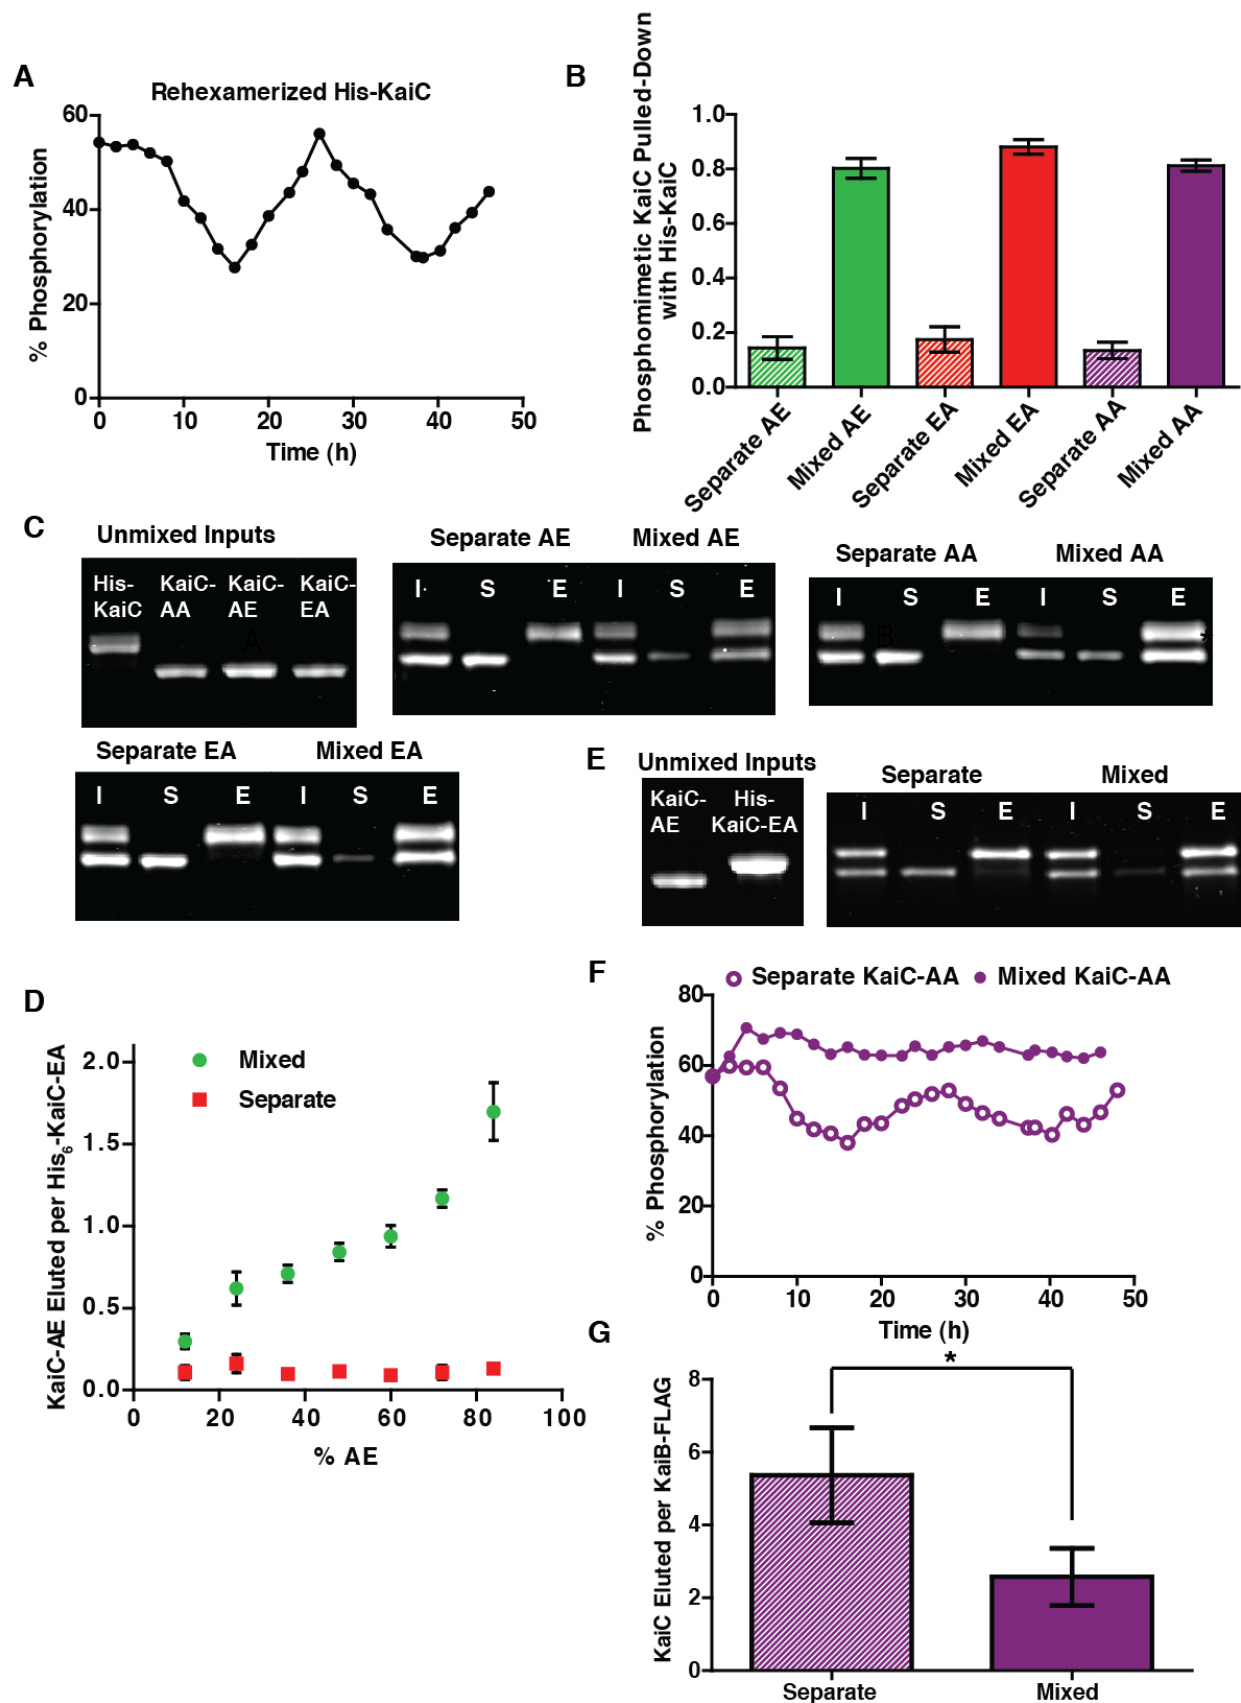 A
Rehexamerized His-KaiC
% Phosphorylation
60
40
20
0
0 10 20 30 40 50
Time (h)
B
Phosphomimetic KaiC Pulled-Down
with His-KaiC
1.0
0.8
0.6
0.4
0.2
0.0
Separate AE
Mixed AE
Separate EA
Mixed EA
Separate AA
Mixed AA
C
Unmixed Inputs
His- KaiC- KaiC- KaiC-
KaiC AA AE EA
A
Separate AE Mixed AE
I S E I S E
Separate AA Mixed AA
I S E I S E
B
*
Separate EA Mixed EA
I S E I S E
E
Unmixed Inputs
KaiC- His-
AE KaiC-EA
Separate Mixed
I S E I S E
D
KaiC-AE Eluted per His6-KaiC-EA
2.0
1.5
1.0
0.5
0.0
Mixed
Separate
0 20 40 60 80 100
% AE
F
Separate KaiC-AA Mixed KaiC-AA
% Phosphorylation
80
60
40
20
0
0 10 20 30 40 50
Time (h)
G
KaiC Eluted per KaiB-FLAG
*
8
6
4
2
0
Separate Mixed